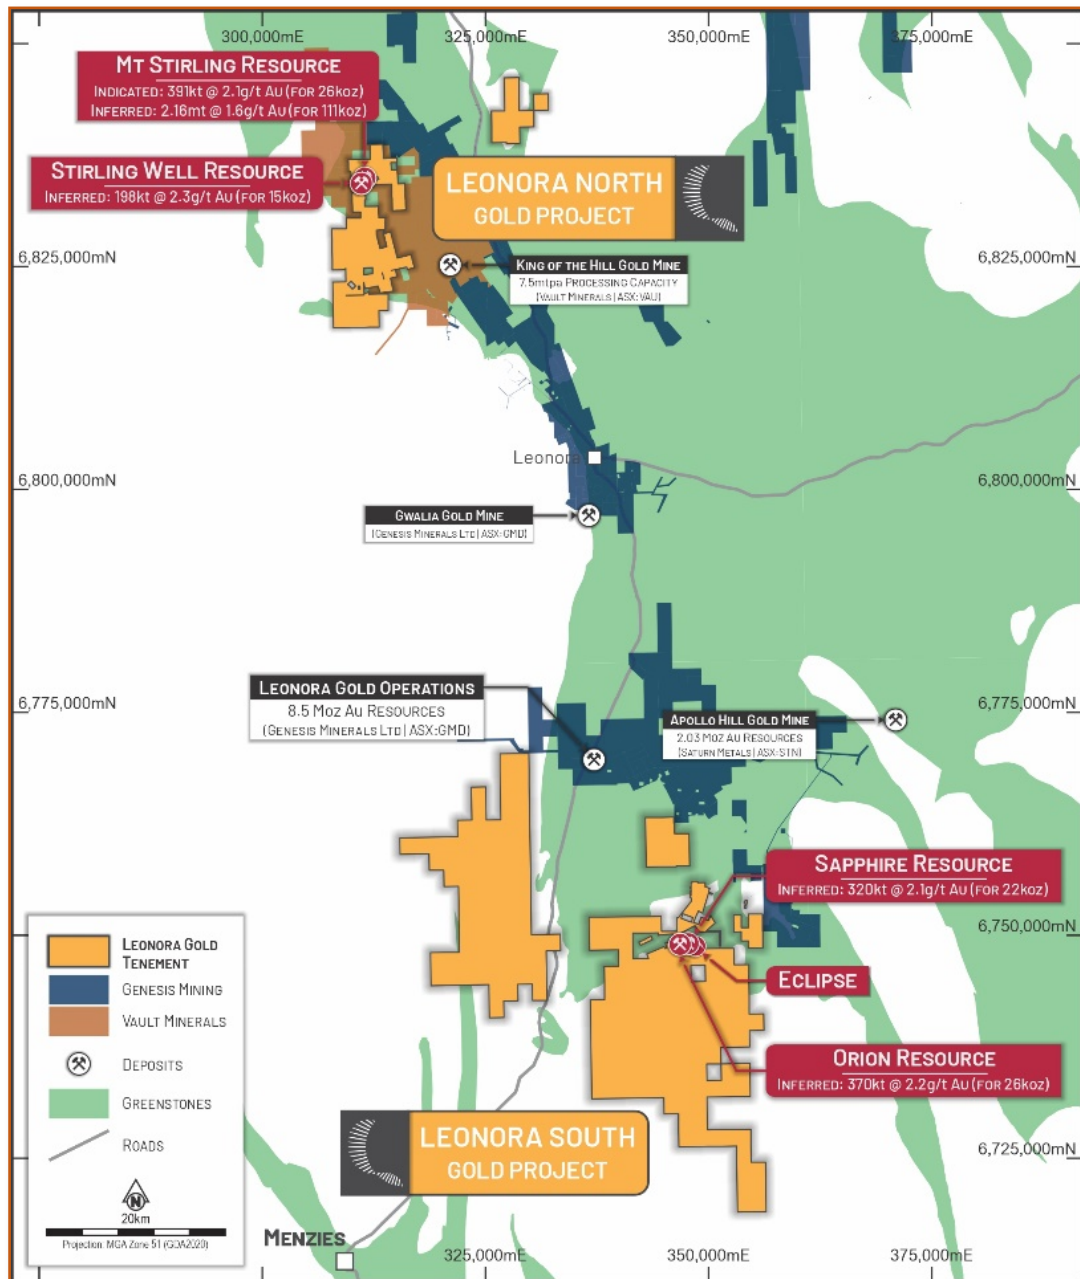 300,000mE
325,000mE
350,000mE
375,000mE
Mt Stirling Resource
Indicated: 391kt @ 2.1g/t Au (for 26koz)
Inferred: 2.16mt @ 1.6g/t Au (for 111koz)
Stirling Well Resource
Inferred: 198kt @ 2.3g/t Au (for 15koz)
LEONORA NORTH
GOLD PROJECT
6,825,000mN
6,825,000mN
King of the Hill Gold Mine
7.5mtpa Processing Capacity
(Vault Minerals | ASX:VAU)
Leonora
6,800,000mN
6,800,000mN
Gwalia Gold Mine
(Genesis Minerals Ltd | ASX:GMD)
Leonora Gold Operations
8.5 Moz Au Resources
(Genesis Minerals Ltd | ASX:GMD)
6,775,000mN
6,775,000mN
Apollo Hill Gold Mine
2.03 Moz Au Resources
(Saturn Metals | ASX:STN)
Sapphire Resource
Inferred: 320kt @ 2.1g/t Au (for 22koz)
6,750,000mN
Eclipse
Orion Resource
Inferred: 370kt @ 2.2g/t Au (for 26koz)
Leonora Gold
Tenement
Genesis Mining
Vault Minerals
Deposits
Greenstones
Roads
N
20km
Projection: MGA Zone 51 (GDA2020)
LEONORA SOUTH
GOLD PROJECT
6,725,000mN
Menzies
325,000mE
350,000mE
375,000mE